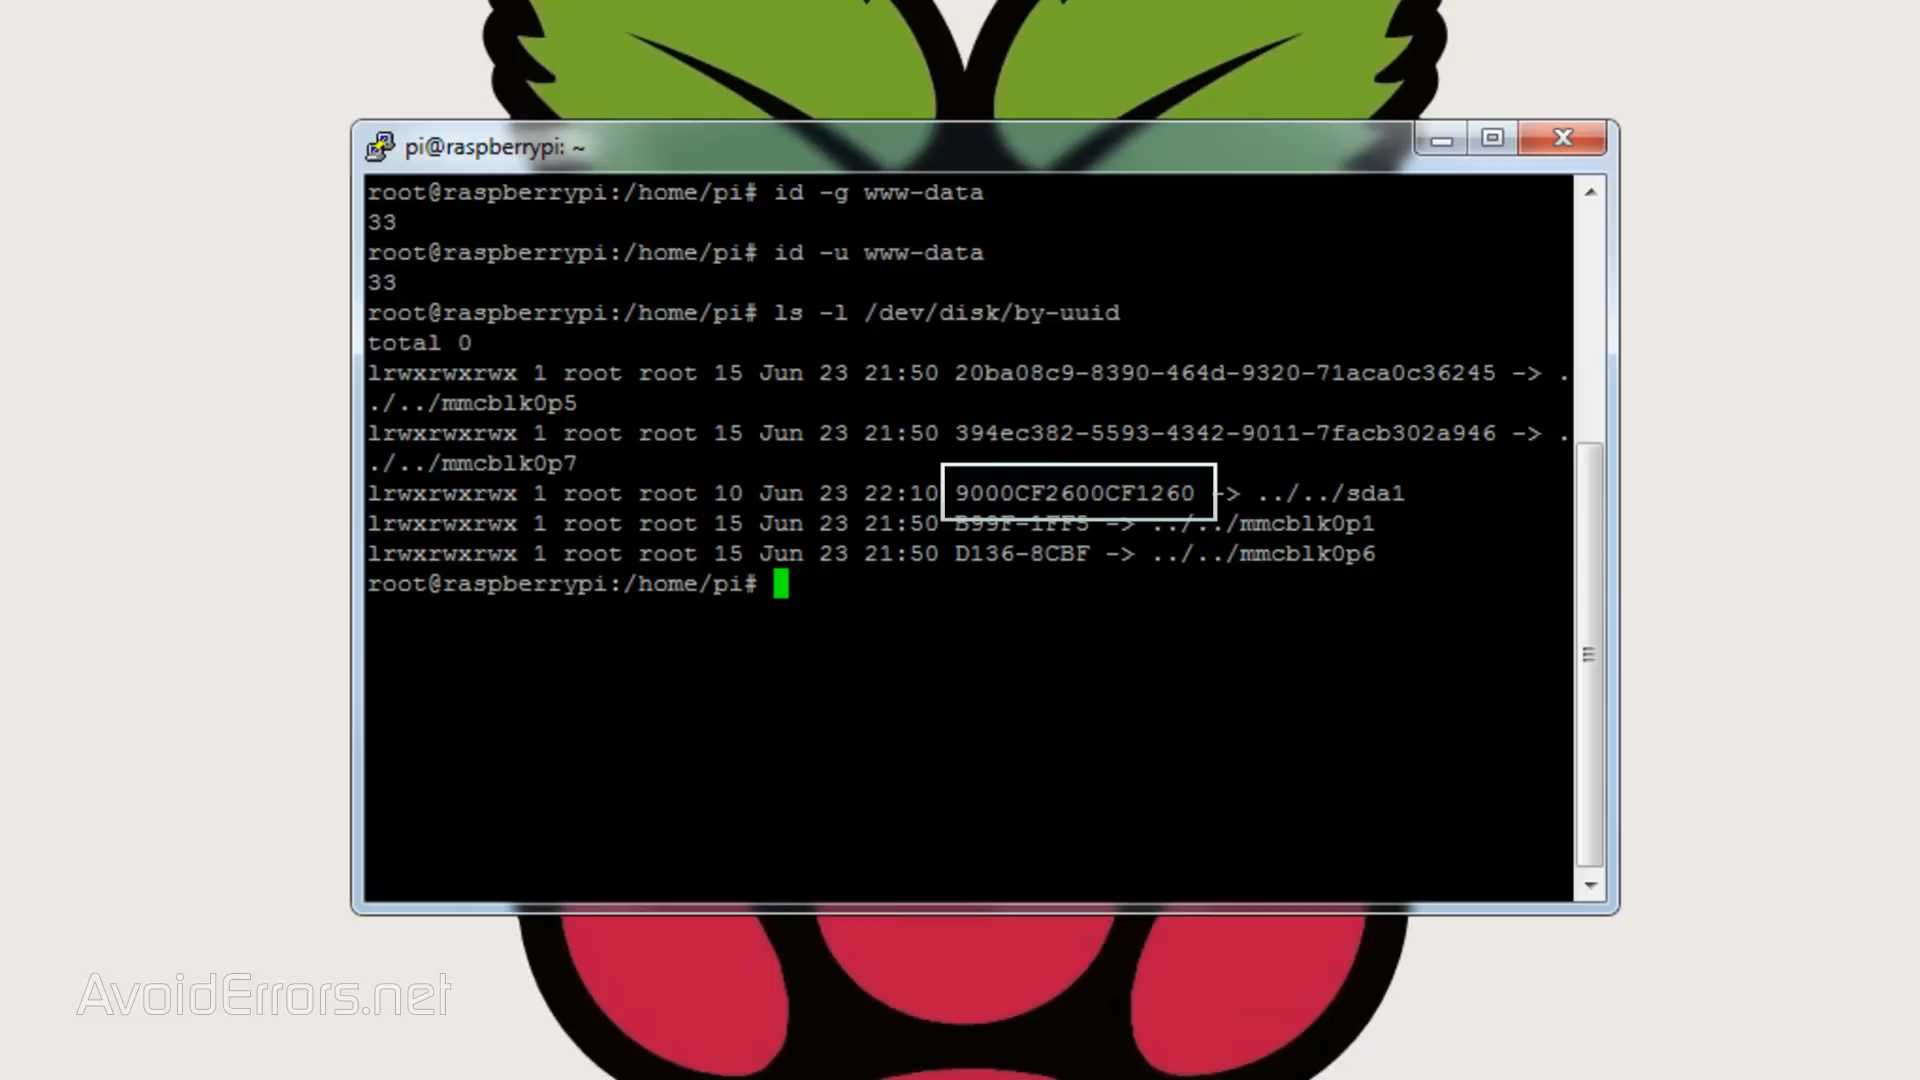 pi@raspberrypi: ~
root@raspberrypi:/home/pi# id -g www-data
33
root@raspberrypi:/home/pi# id -u www-data
33
root@raspberrypi:/home/pi# ls -l /dev/disk/by-uuid
total 0
lrwxrwxrwx 1 root root 15 Jun 23 21:50 20ba08c9-8390-464d-9320-71aca0c36245 -> .
./../mmcblk0p5
lrwxrwxrwx 1 root root 15 Jun 23 21:50 394ec382-5593-4342-9011-7facb302a946 -> .
./../mmcblk0p7
lrwxrwxrwx 1 root root 10 Jun 23 22:10 9000CF2600CF1260 -> ../../sda1
lrwxrwxrwx 1 root root 15 Jun 23 21:50 B99F-1FF5 -> ../../mmcblk0p1
lrwxrwxrwx 1 root root 15 Jun 23 21:50 D136-8CBF -> ../../mmcblk0p6
root@raspberrypi:/home/pi#
AvoidErrors.net